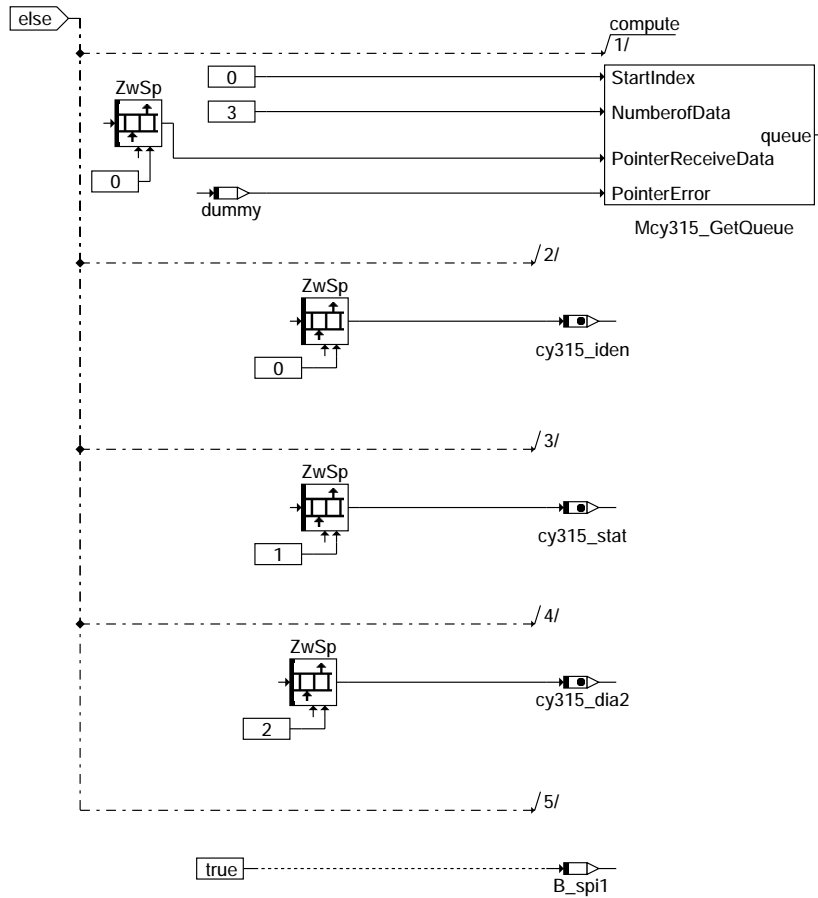 else
compute
1/
0
StartIndex
ZwSp
3
NumberofData
queue
PointerReceiveData
0
dummy
PointerError
Mcy315_GetQueue
2/
ZwSp
cy315_iden
0
3/
ZwSp
cy315_stat
1
4/
ZwSp
cy315_dia2
2
5/
true
B_spi1